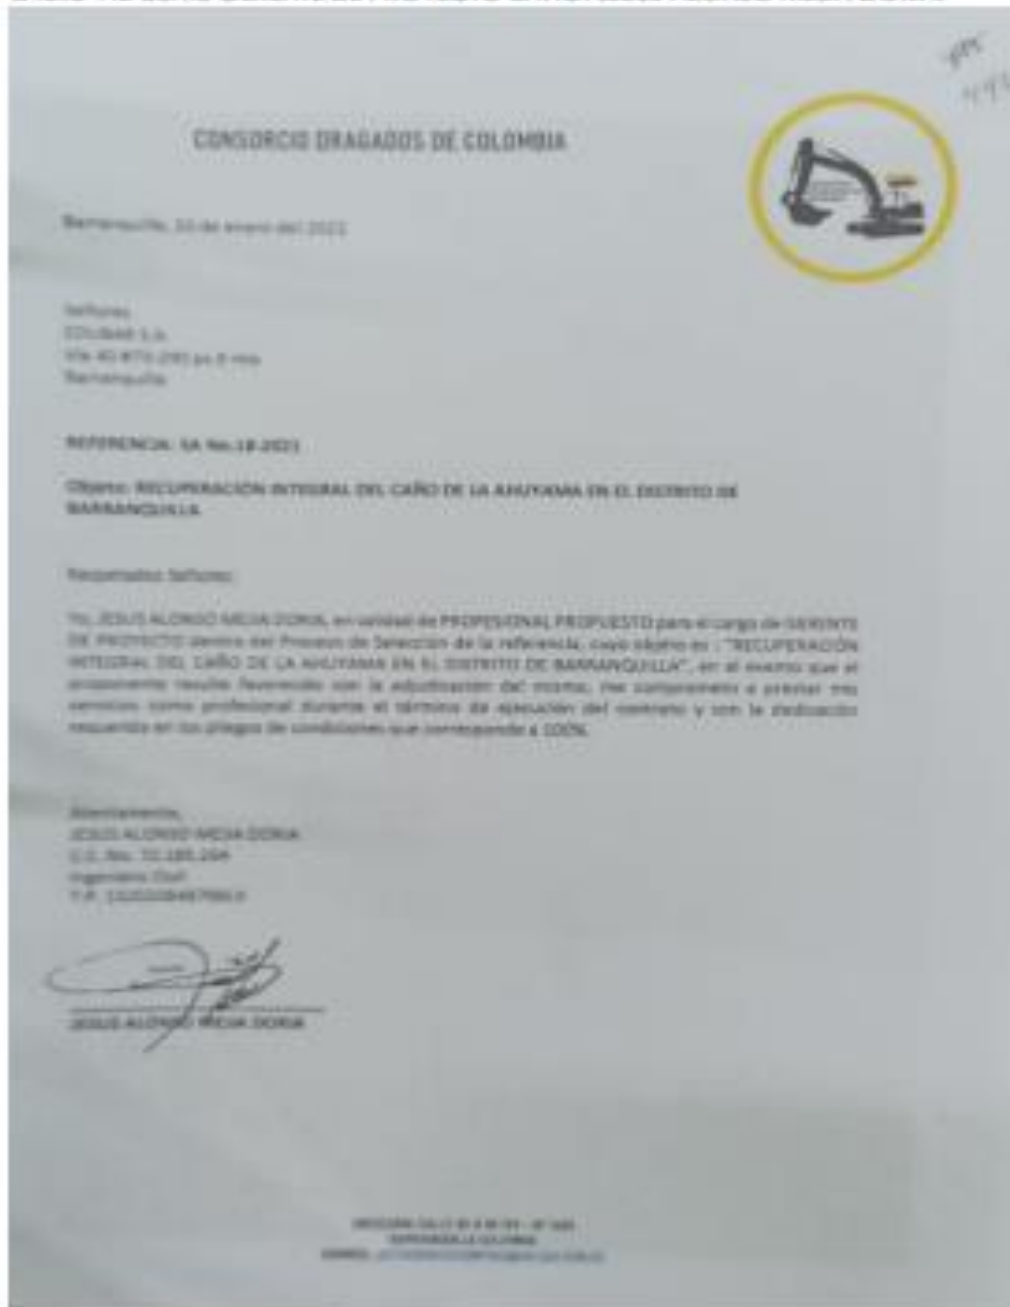 CONSORCIO DRAGADOS DE COLOMBIA
Barranquilla, de enero del 2022
Señores
EDUBAR S.A.
Barranquilla
REFERENCIA: SA No.18-2021
Objeto: RECUPERACIÓN INTEGRAL DEL CAÑO DE LA AHUYAMA EN EL DISTRITO DE
BARRANQUILLA
Respetados Señores:
Yo, JESUS ALONSO MEJIA DORIA, en calidad de PROFESIONAL PROPUESTO para el cargo de GERENTE
DE PROYECTO dentro del Proceso de Selección de la referencia, cuyo objeto es : "RECUPERACIÓN
INTEGRAL DEL CAÑO DE LA AHUYAMA EN EL DISTRITO DE BARRANQUILLA", en el evento que el
proponente resulte favorecido con la adjudicación del mismo, me comprometo a prestar mis
servicios como profesional durante el término de ejecución del contrato y con la dedicación
requerida en los pliegos de condiciones que corresponde a 100%.
Atentamente,
JESUS ALONSO MEJIA DORIA
C.C. No.
Ingeniero Civil
T.P.
JESUS ALONSO MEJIA DORIA